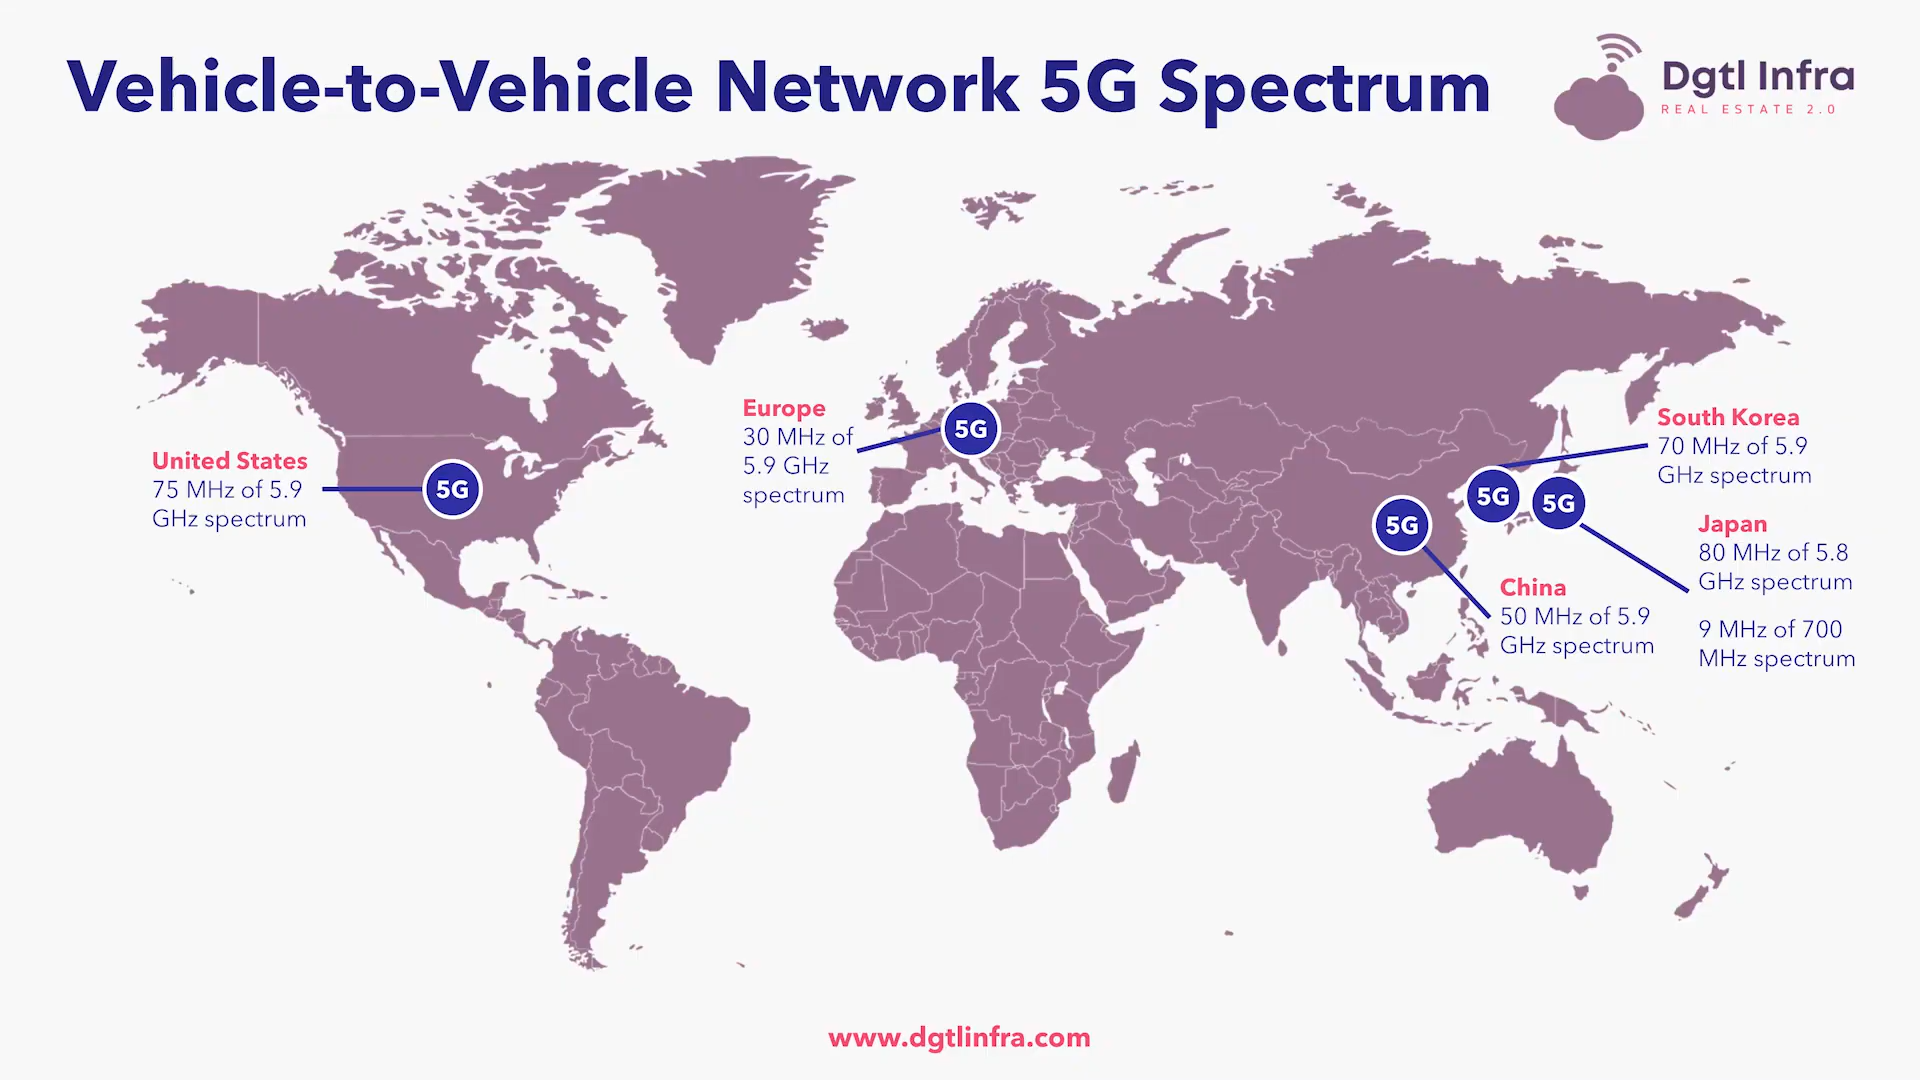 Vehicle-to-Vehicle Network 5G Spectrum
Dgtl Infra
REAL ESTATE 2.0
United States
75 MHz of 5.9
GHz spectrum
5G
Europe
30 MHz of
5.9 GHz
spectrum
5G
South Korea
70 MHz of 5.9
GHz spectrum
5G
5G
Japan
80 MHz of 5.8
GHz spectrum
9 MHz of 700
MHz spectrum
5G
China
50 MHz of 5.9
GHz spectrum
www.dgtlinfra.com